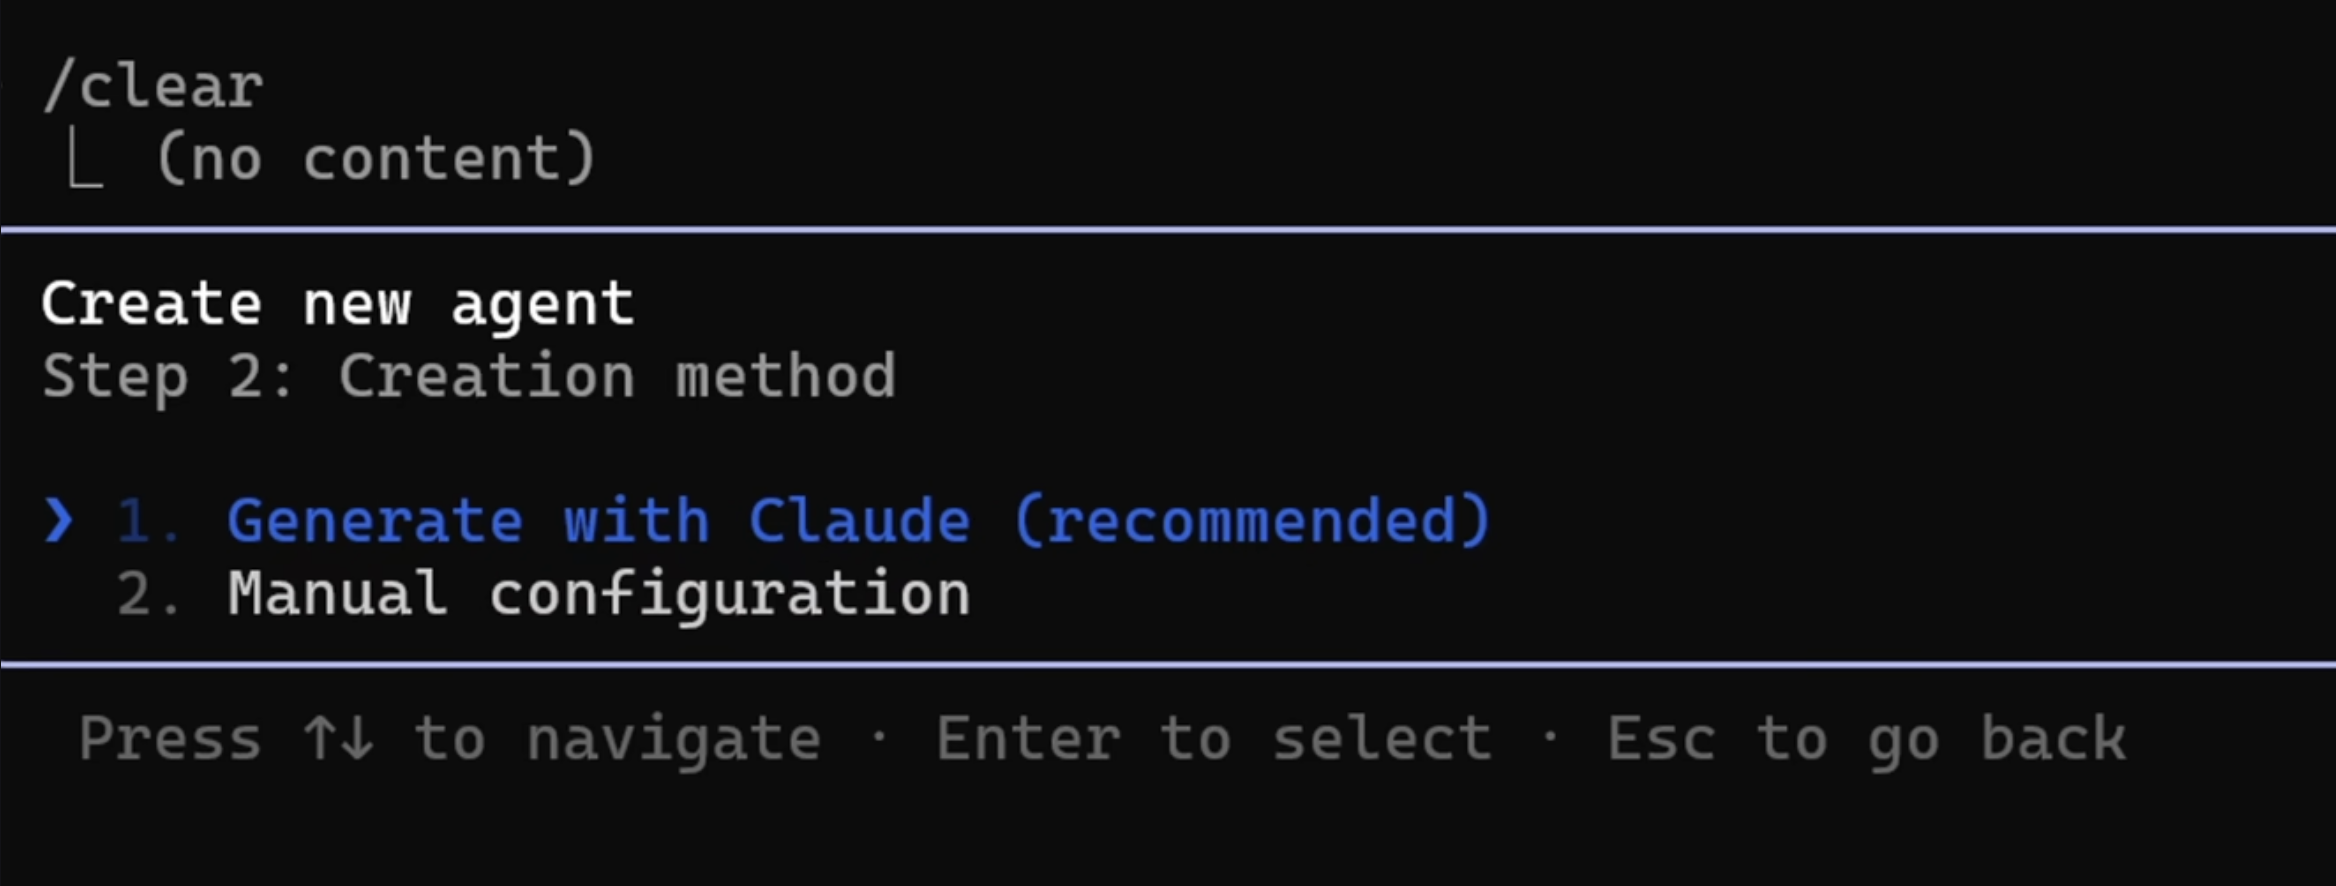 /clear
⎿ (no content)
Create new agent
Step 2: Creation method
❯ 1. Generate with Claude (recommended)
2. Manual configuration
Press ↑↓ to navigate · Enter to select · Esc to go back